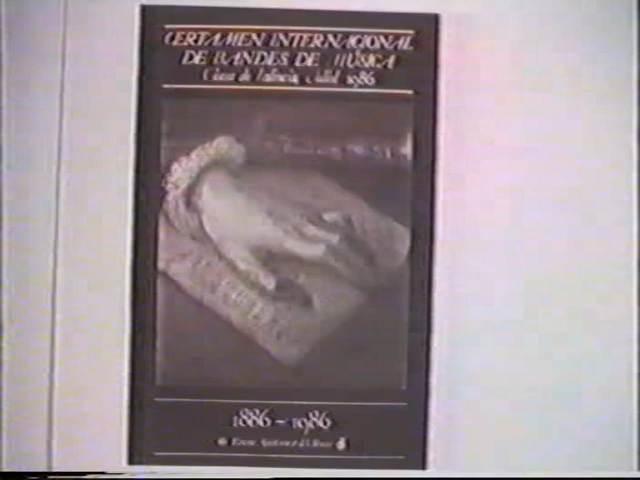 CERTAMEN INTERNACIONAL
DE BANDES DE MÚSICA
Ciutat de València, Juliol 1986
1886 - 1986